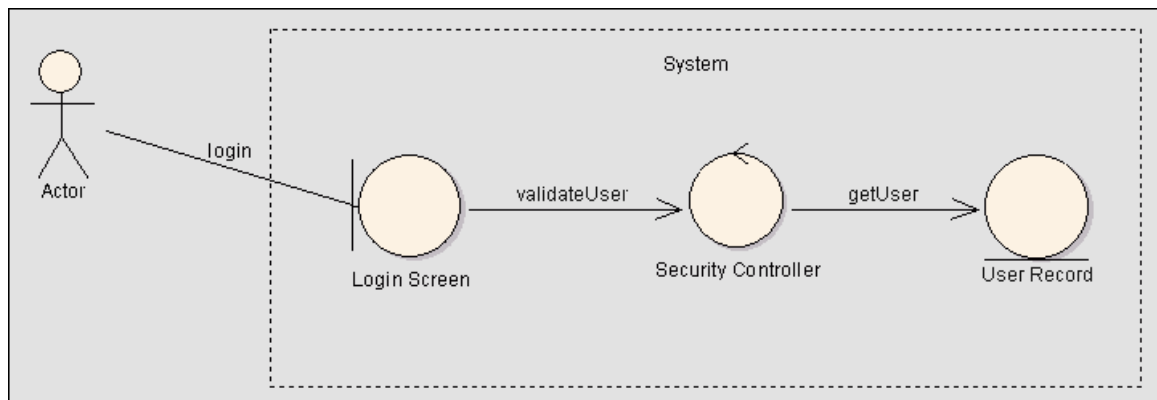 System
login
Actor
validateUser
getUser
Login Screen
Security Controller
User Record